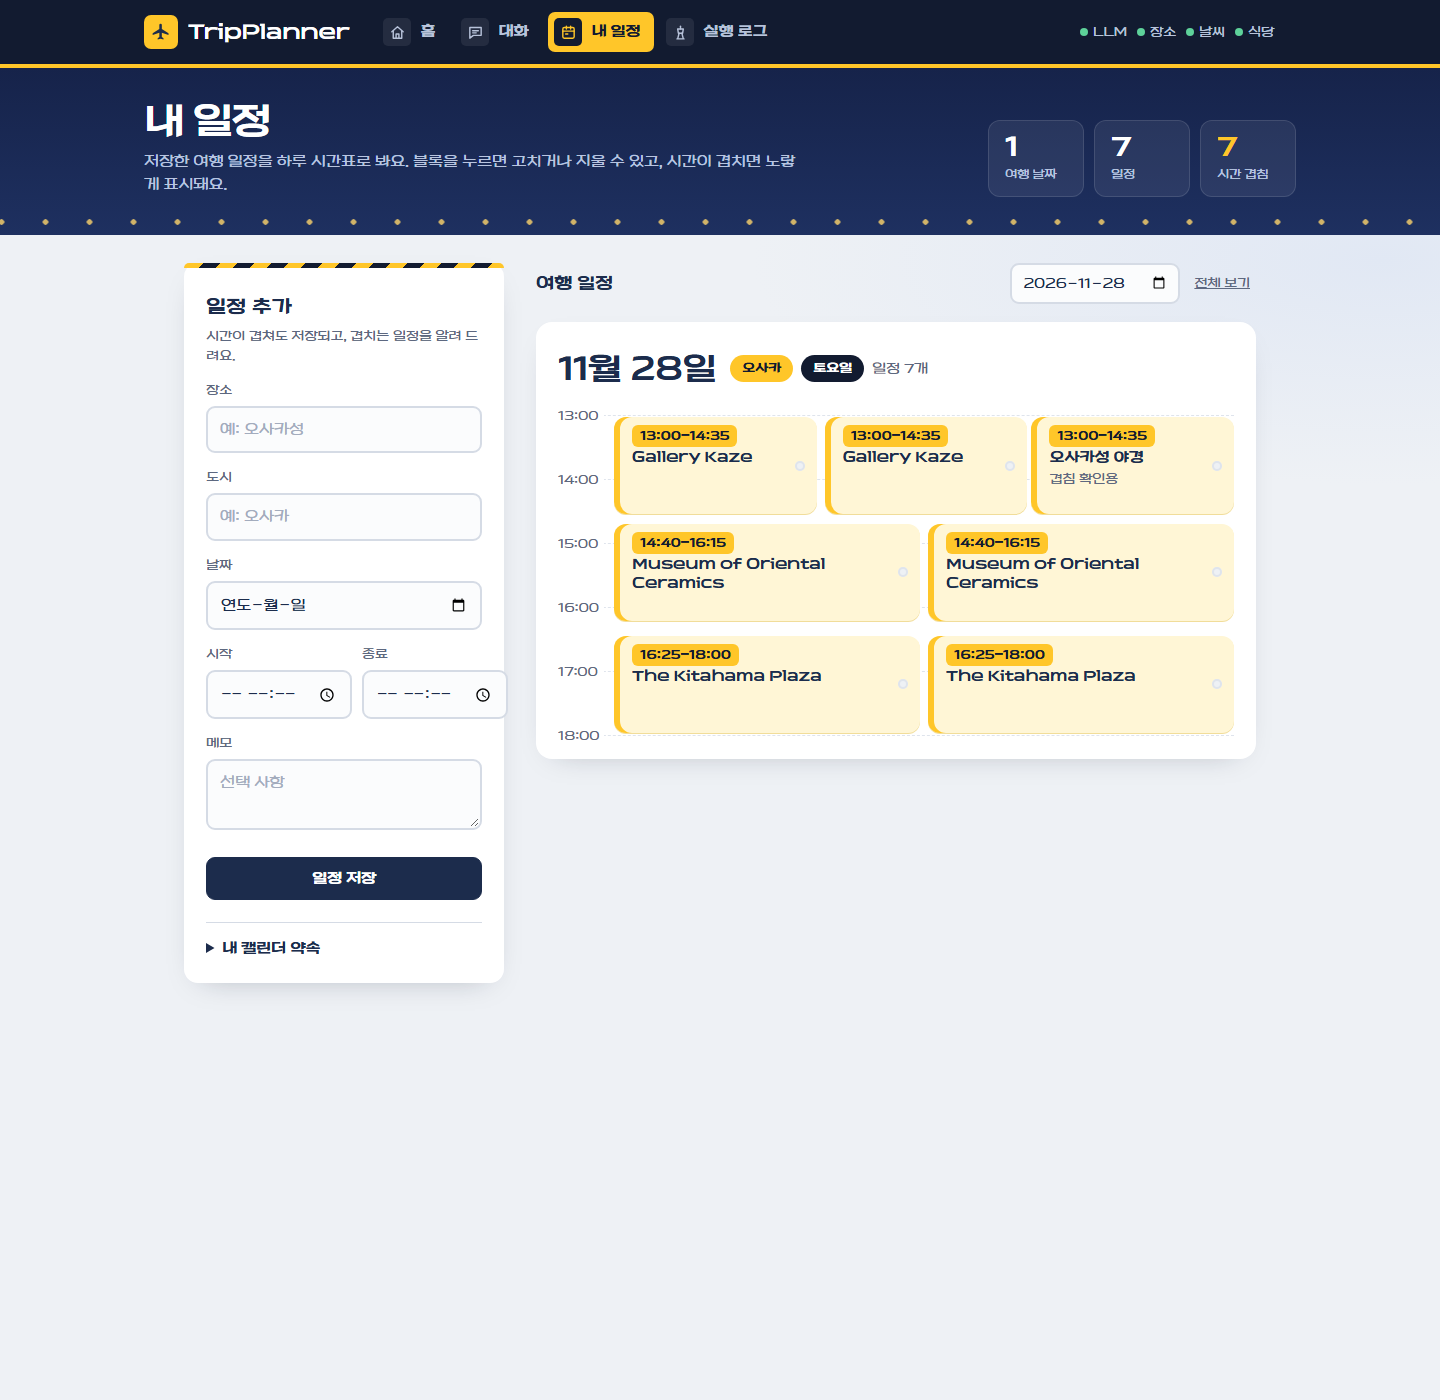 TripPlanner
홈
대화
내 일정
실행 로그
LLM
장소
날씨
식당
내 일정
저장한 여행 일정을 하루 시간표로 봐요. 블록을 누르면 고치거나 지울 수 있고, 시간이 겹치면 노랗
게 표시돼요.
1
여행 날짜
7
일정
7
시간 겹침
일정 추가
시간이 겹쳐도 저장되고, 겹치는 일정을 알려 드
려요.
장소
예: 오사카성
도시
예: 오사카
날짜
연도-월-일
시작
종료
-- --:--
-- --:--
메모
선택 사항
일정 저장
내 캘린더 약속
여행 일정
2026-11-28
전체 보기
11월 28일
오사카
토요일
일정 7개
13:00
13:00–14:35
Gallery Kaze
13:00–14:35
Gallery Kaze
13:00–14:35
오사카성 야경
겹침 확인용
14:00
14:40–16:15
Museum of Oriental
Ceramics
14:40–16:15
Museum of Oriental
Ceramics
15:00
16:00
16:25–18:00
The Kitahama Plaza
16:25–18:00
The Kitahama Plaza
17:00
18:00